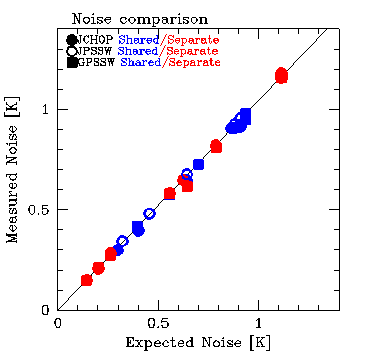 Noise comparison
JCHOP Shared/Separate
JPSSW Shared/Separate
GPSSW Shared/Separate
Measured Noise [K]
1
0.5
0
0 0.5 1
Expected Noise [K]